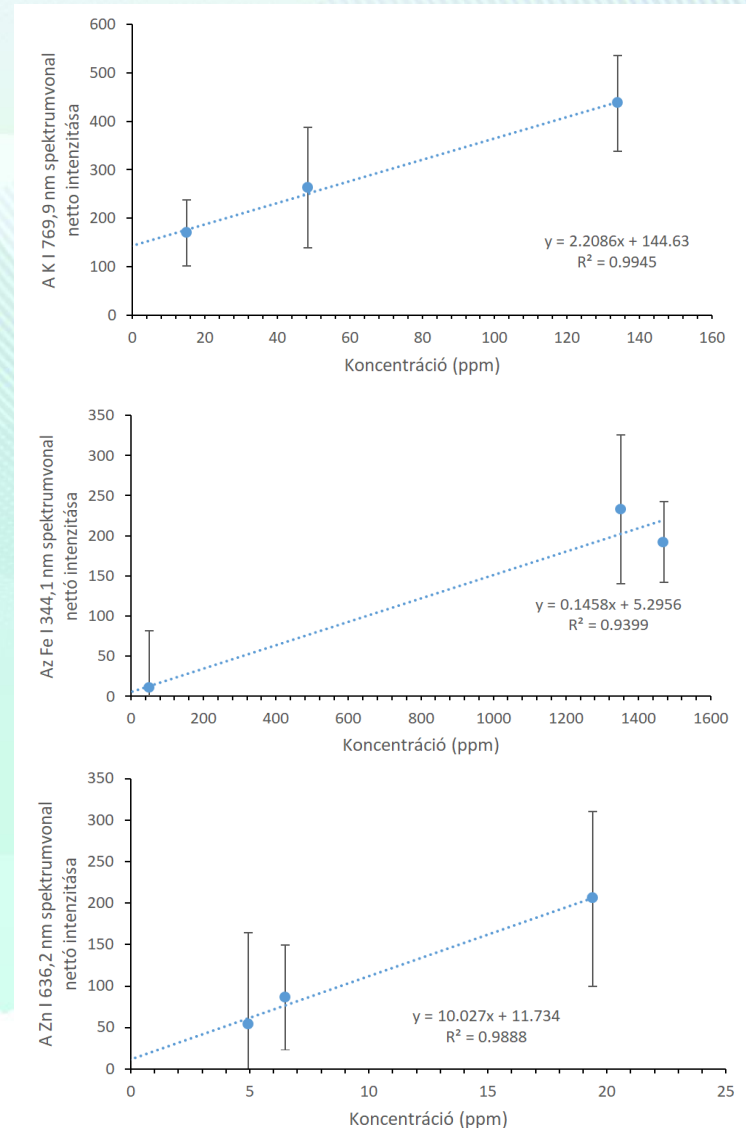 A K I 769,9 nm spektrumvonal
netto intenzitása
600
500
400
300
200
100
0
y = 2.2086x + 144.63
R² = 0.9945
0 20 40 60 80 100 120 140 160
Koncentráció (ppm)
Az Fe I 344,1 nm spektrumvonal
nettó intenzitása
350
300
250
200
150
100
50
0
y = 0.1458x + 5.2956
R² = 0.9399
0 200 400 600 800 1000 1200 1400 1600
Koncentráció (ppm)
A Zn I 636,2 nm spektrumvonal
nettó intenzitása
350
300
250
200
150
100
50
0
y = 10.027x + 11.734
R² = 0.9888
0 5 10 15 20 25
Koncentráció (ppm)